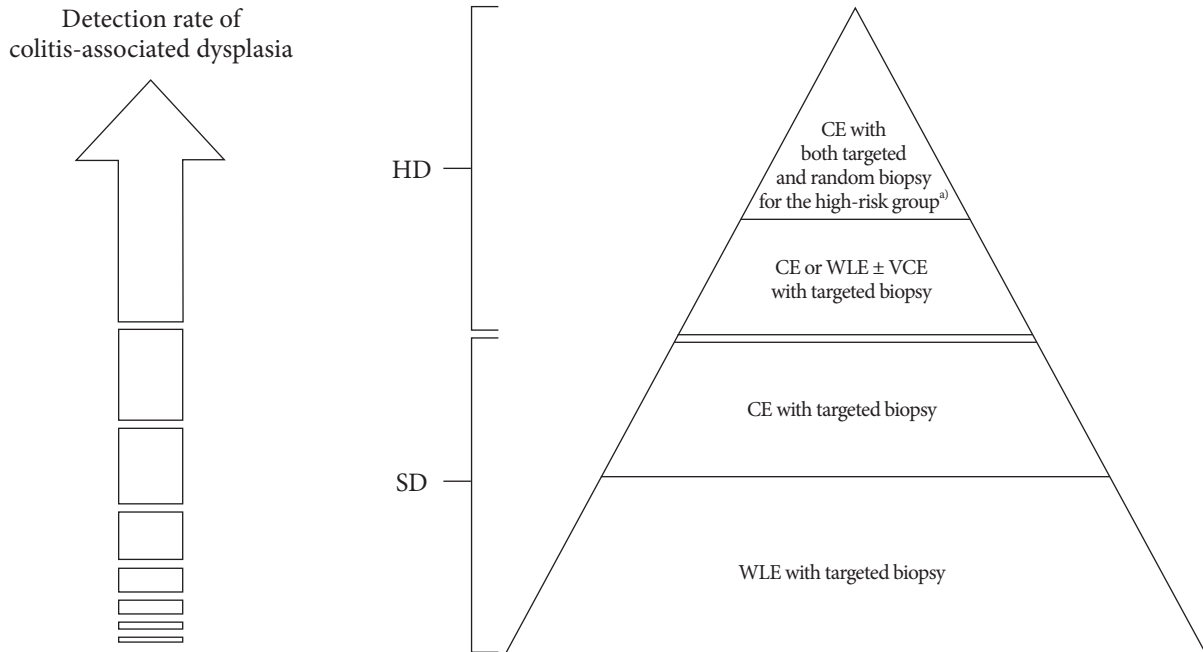 Detection rate of
colitis-associated dysplasia
HD
SD
CE with
both targeted
and random biopsy
for the high-risk group a)
CE or WLE ± VCE
with targeted biopsy
CE with targeted biopsy
WLE with targeted biopsy